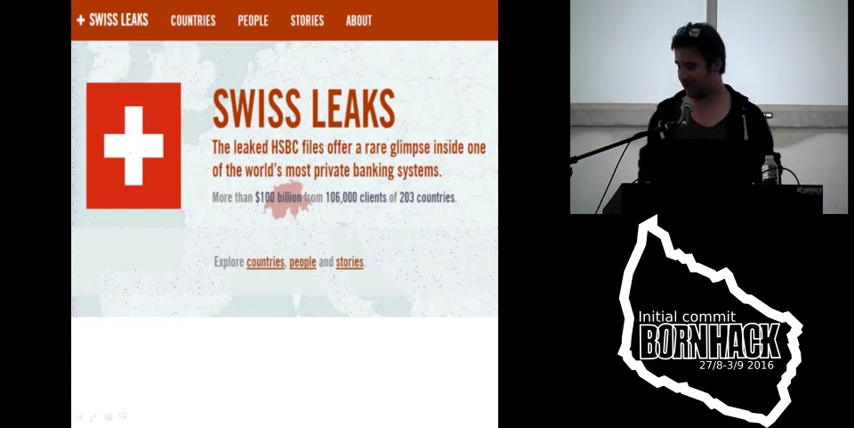 SWISS LEAKS COUNTRIES PEOPLE STORIES ABOUT
SWISS LEAKS
The leaked HSBC files offer a rare glimpse inside one
of the world's most private banking systems.
More than $100 billion from 106,000 clients of 203 countries.
Explore countries, people and stories.
BORNHACK
Initial commit
BORNHACK
27/8-3/9 2016